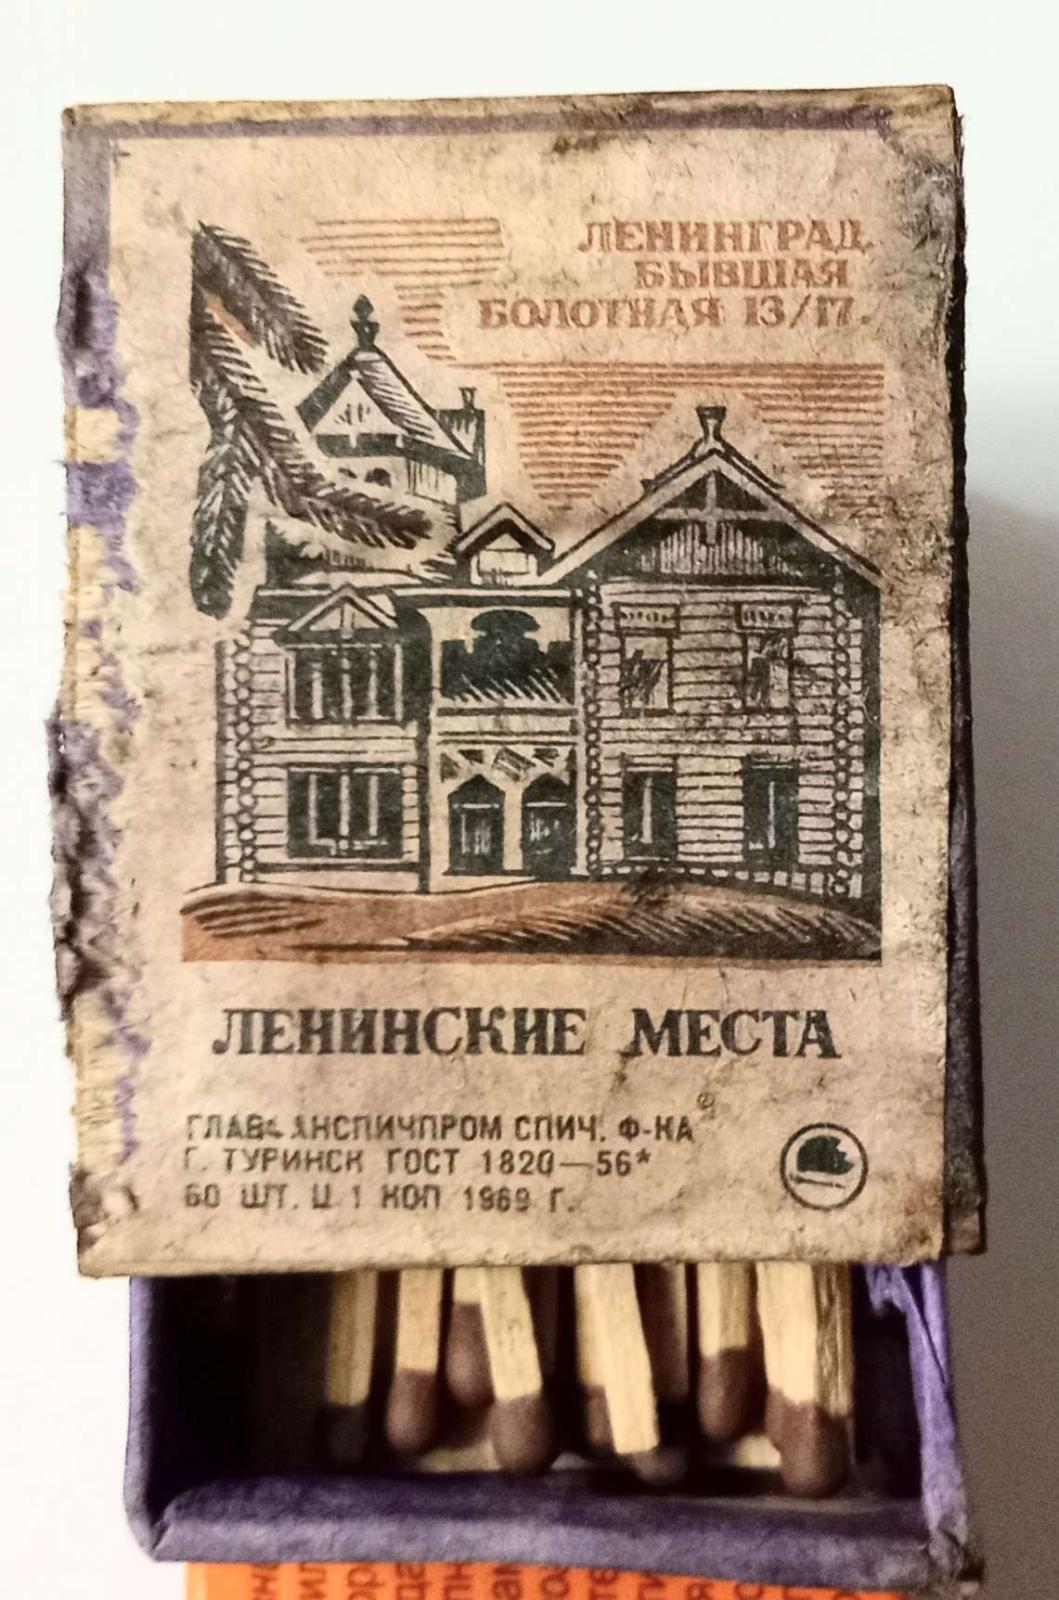 ЛЕНИНГРАД
БЫВШАЯ
БОЛОТНАЯ 13/17.
ЛЕНИНСКИЕ МЕСТА
СПИЧ. Ф-КА
Г. ТУРИНСК ГОСТ 1820—56*
60 ШТ. Ц 1 КОП 1969 Г.